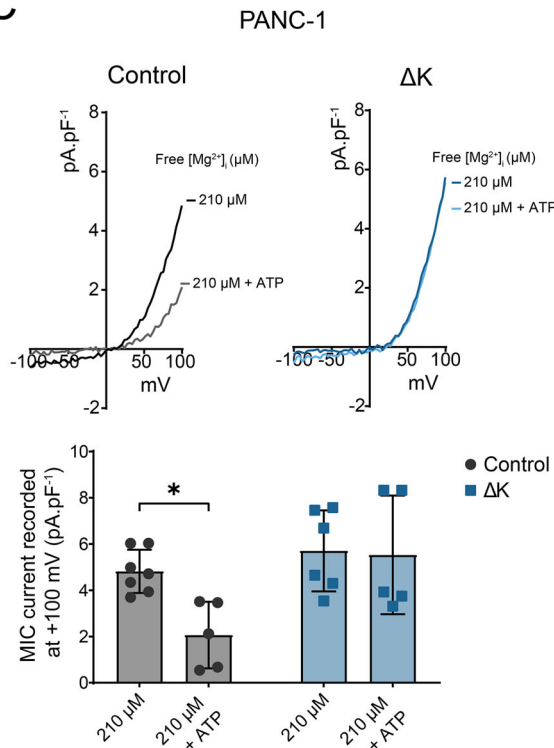 C
PANC-1
Control
ΔK
pA.pF⁻¹
8
6
4
2
-2
-100
-50
50
100
mV
Free [Mg²⁺]ᵢ (μM)
210 μM
210 μM + ATP
pA.pF⁻¹
8
6
4
2
-2
-100
-50
50
100
mV
Free [Mg²⁺]ᵢ (μM)
210 μM
210 μM + ATP
MIC current recorded
at +100 mV (pA.pF⁻¹)
10
8
6
4
2
0
*
Control
ΔK
210 μM
210 μM
+ ATP
210 μM
210 μM
+ ATP